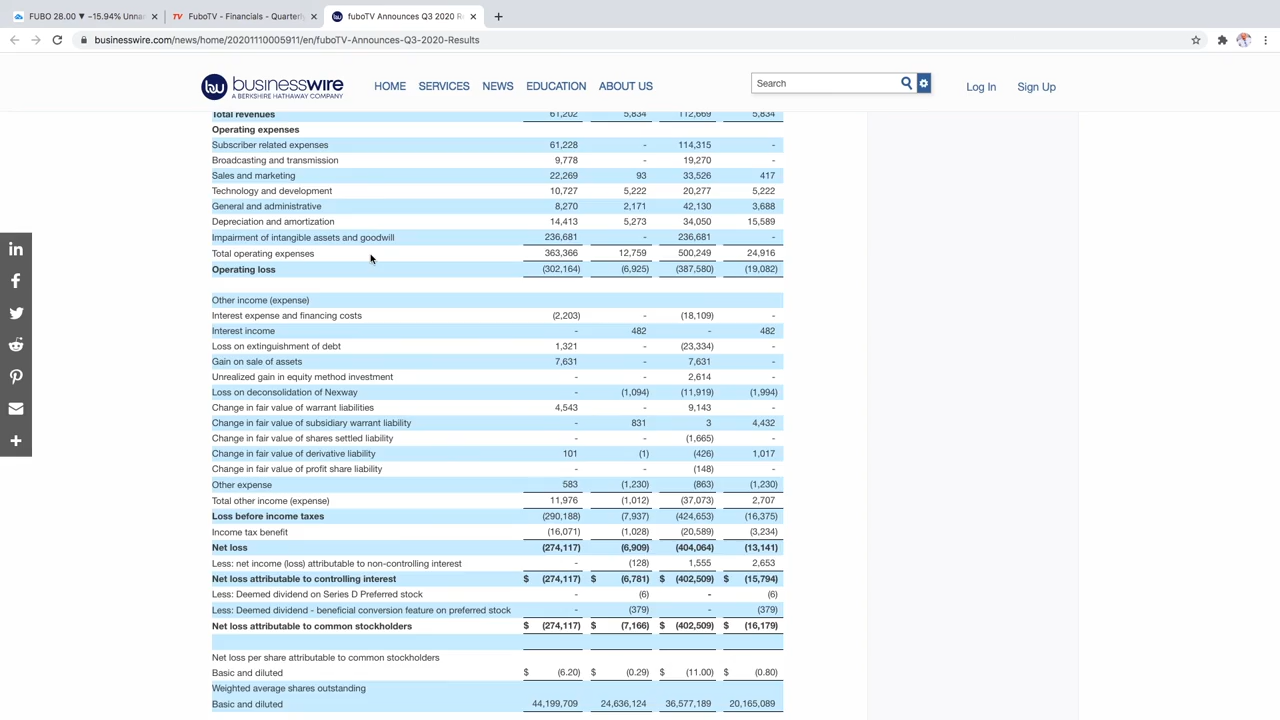 FUBO 28.00 ▼ −15.94% Unna
FuboTV - Financials - Quarterl
fuboTV Announces Q3 2020 Re
businesswire.com/news/home/20201110005911/en/fuboTV-Announces-Q3-2020-Results
businesswire
A BERKSHIRE HATHAWAY COMPANY
HOME SERVICES NEWS EDUCATION ABOUT US
Search
Log In Sign Up
Total revenues 61,202 5,834 112,669 5,834
Operating expenses
Subscriber related expenses 61,228 - 114,315 -
Broadcasting and transmission 9,778 - 19,270 -
Sales and marketing 22,269 93 33,526 417
Technology and development 10,727 5,222 20,277 5,222
General and administrative 8,270 2,171 42,130 3,688
Depreciation and amortization 14,413 5,273 34,050 15,589
Impairment of intangible assets and goodwill 236,681 - 236,681 -
Total operating expenses 363,366 12,759 500,249 24,916
Operating loss (302,164) (6,925) (387,580) (19,082)
Other income (expense)
Interest expense and financing costs (2,203) - (18,109) -
Interest income - 482 - 482
Loss on extinguishment of debt 1,321 - (23,334) -
Gain on sale of assets 7,631 - 7,631 -
Unrealized gain in equity method investment - - 2,614 -
Loss on deconsolidation of Nexway - (1,094) (11,919) (1,994)
Change in fair value of warrant liabilities 4,543 - 9,143 -
Change in fair value of subsidiary warrant liability - 831 3 4,432
Change in fair value of shares settled liability - - (1,665) -
Change in fair value of derivative liability 101 (1) (426) 1,017
Change in fair value of profit share liability - - (148) -
Other expense 583 (1,230) (863) (1,230)
Total other income (expense) 11,976 (1,012) (37,073) 2,707
Loss before income taxes (290,188) (7,937) (424,653) (16,375)
Income tax benefit (16,071) (1,028) (20,589) (3,234)
Net loss (274,117) (6,909) (404,064) (13,141)
Less: net income (loss) attributable to non-controlling interest - (128) 1,555 2,653
Net loss attributable to controlling interest $ (274,117) $ (6,781) $ (402,509) $ (15,794)
Less: Deemed dividend on Series D Preferred stock - (6) - (6)
Less: Deemed dividend - beneficial conversion feature on preferred stock - (379) - (379)
Net loss attributable to common stockholders $ (274,117) $ (7,166) $ (402,509) $ (16,179)
Net loss per share attributable to common stockholders
Basic and diluted $ (6.20) $ (0.29) $ (11.00) $ (0.80)
Weighted average shares outstanding
Basic and diluted 44,199,709 24,636,124 36,577,189 20,165,089